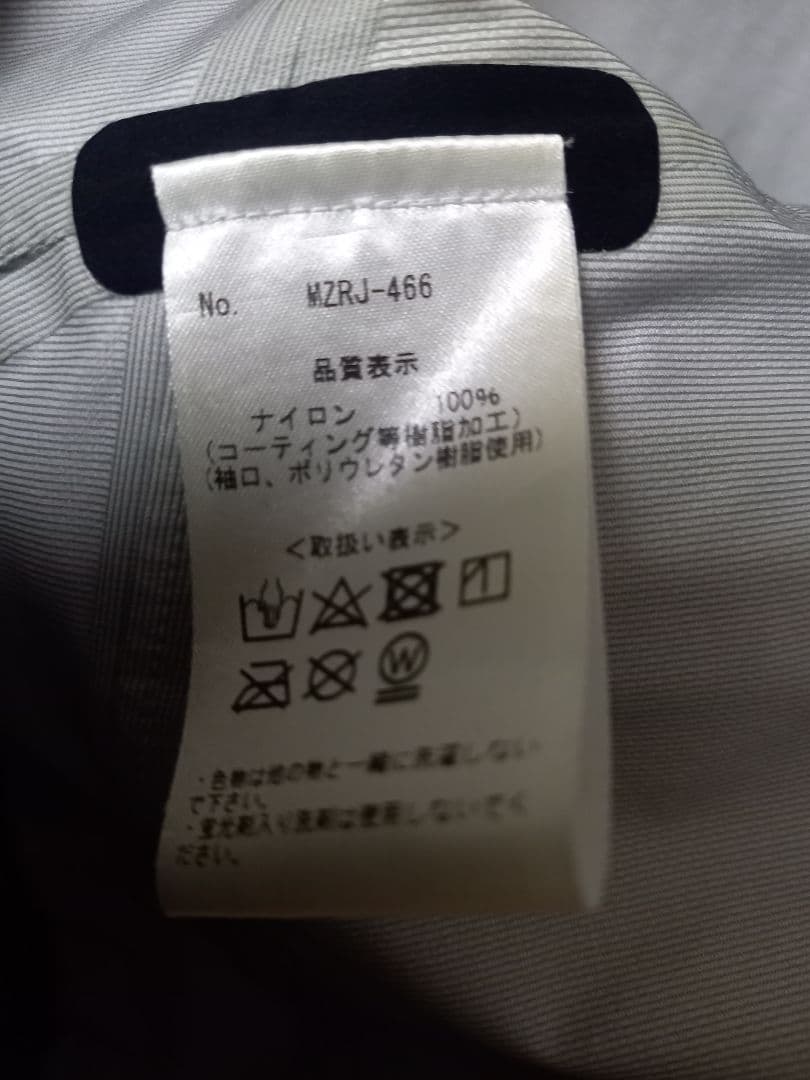 No. MZRJ-466
品質表示
ナイロン 100%
(コーティング等樹脂加工)
(袖口、ポリウレタン樹脂使用)
<取扱い表示>
W
・色物は他の物と一緒に洗濯しない
で下さい。
・蛍光剤入り洗剤は使用しないでく
ださい。